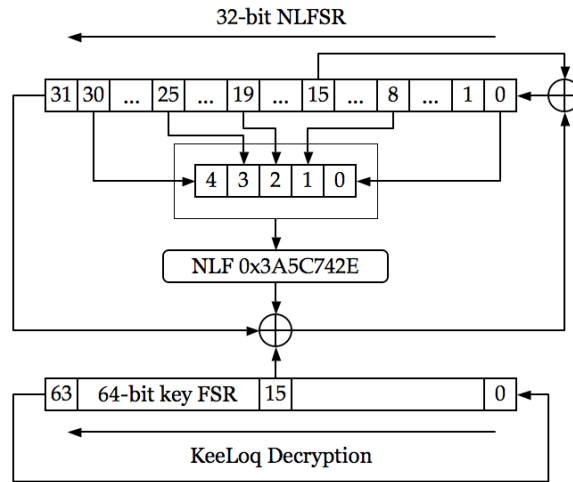 32-bit NLFSR
31 30 ... 25 ... 19 ... 15 ... 8 ... 1 0
4 3 2 1 0
NLF 0x3A5C742E
63 64-bit key FSR 15 0
KeeLoq Decryption